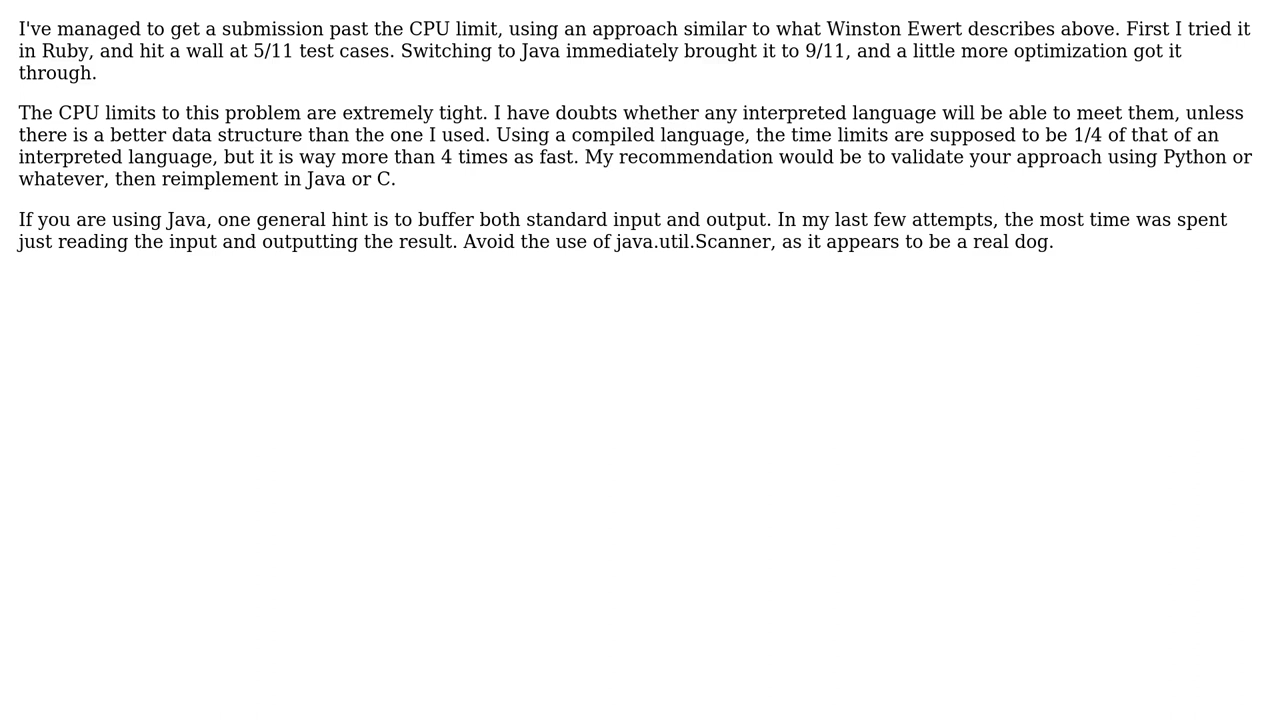 I've managed to get a submission past the CPU limit, using an approach similar to what Winston Ewert describes above. First I tried it
in Ruby, and hit a wall at 5/11 test cases. Switching to Java immediately brought it to 9/11, and a little more optimization got it
through.
The CPU limits to this problem are extremely tight. I have doubts whether any interpreted language will be able to meet them, unless
there is a better data structure than the one I used. Using a compiled language, the time limits are supposed to be 1/4 of that of an
interpreted language, but it is way more than 4 times as fast. My recommendation would be to validate your approach using Python or
whatever, then reimplement in Java or C.
If you are using Java, one general hint is to buffer both standard input and output. In my last few attempts, the most time was spent
just reading the input and outputting the result. Avoid the use of java.util.Scanner, as it appears to be a real dog.